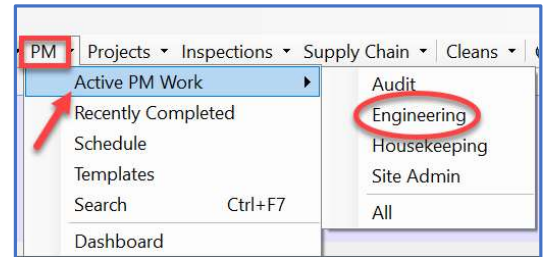 PM Projects Inspections Supply Chain Cleans
Active PM Work Audit
Recently Completed Engineering
Schedule Housekeeping
Templates Site Admin
Search Ctrl+F7 All
Dashboard